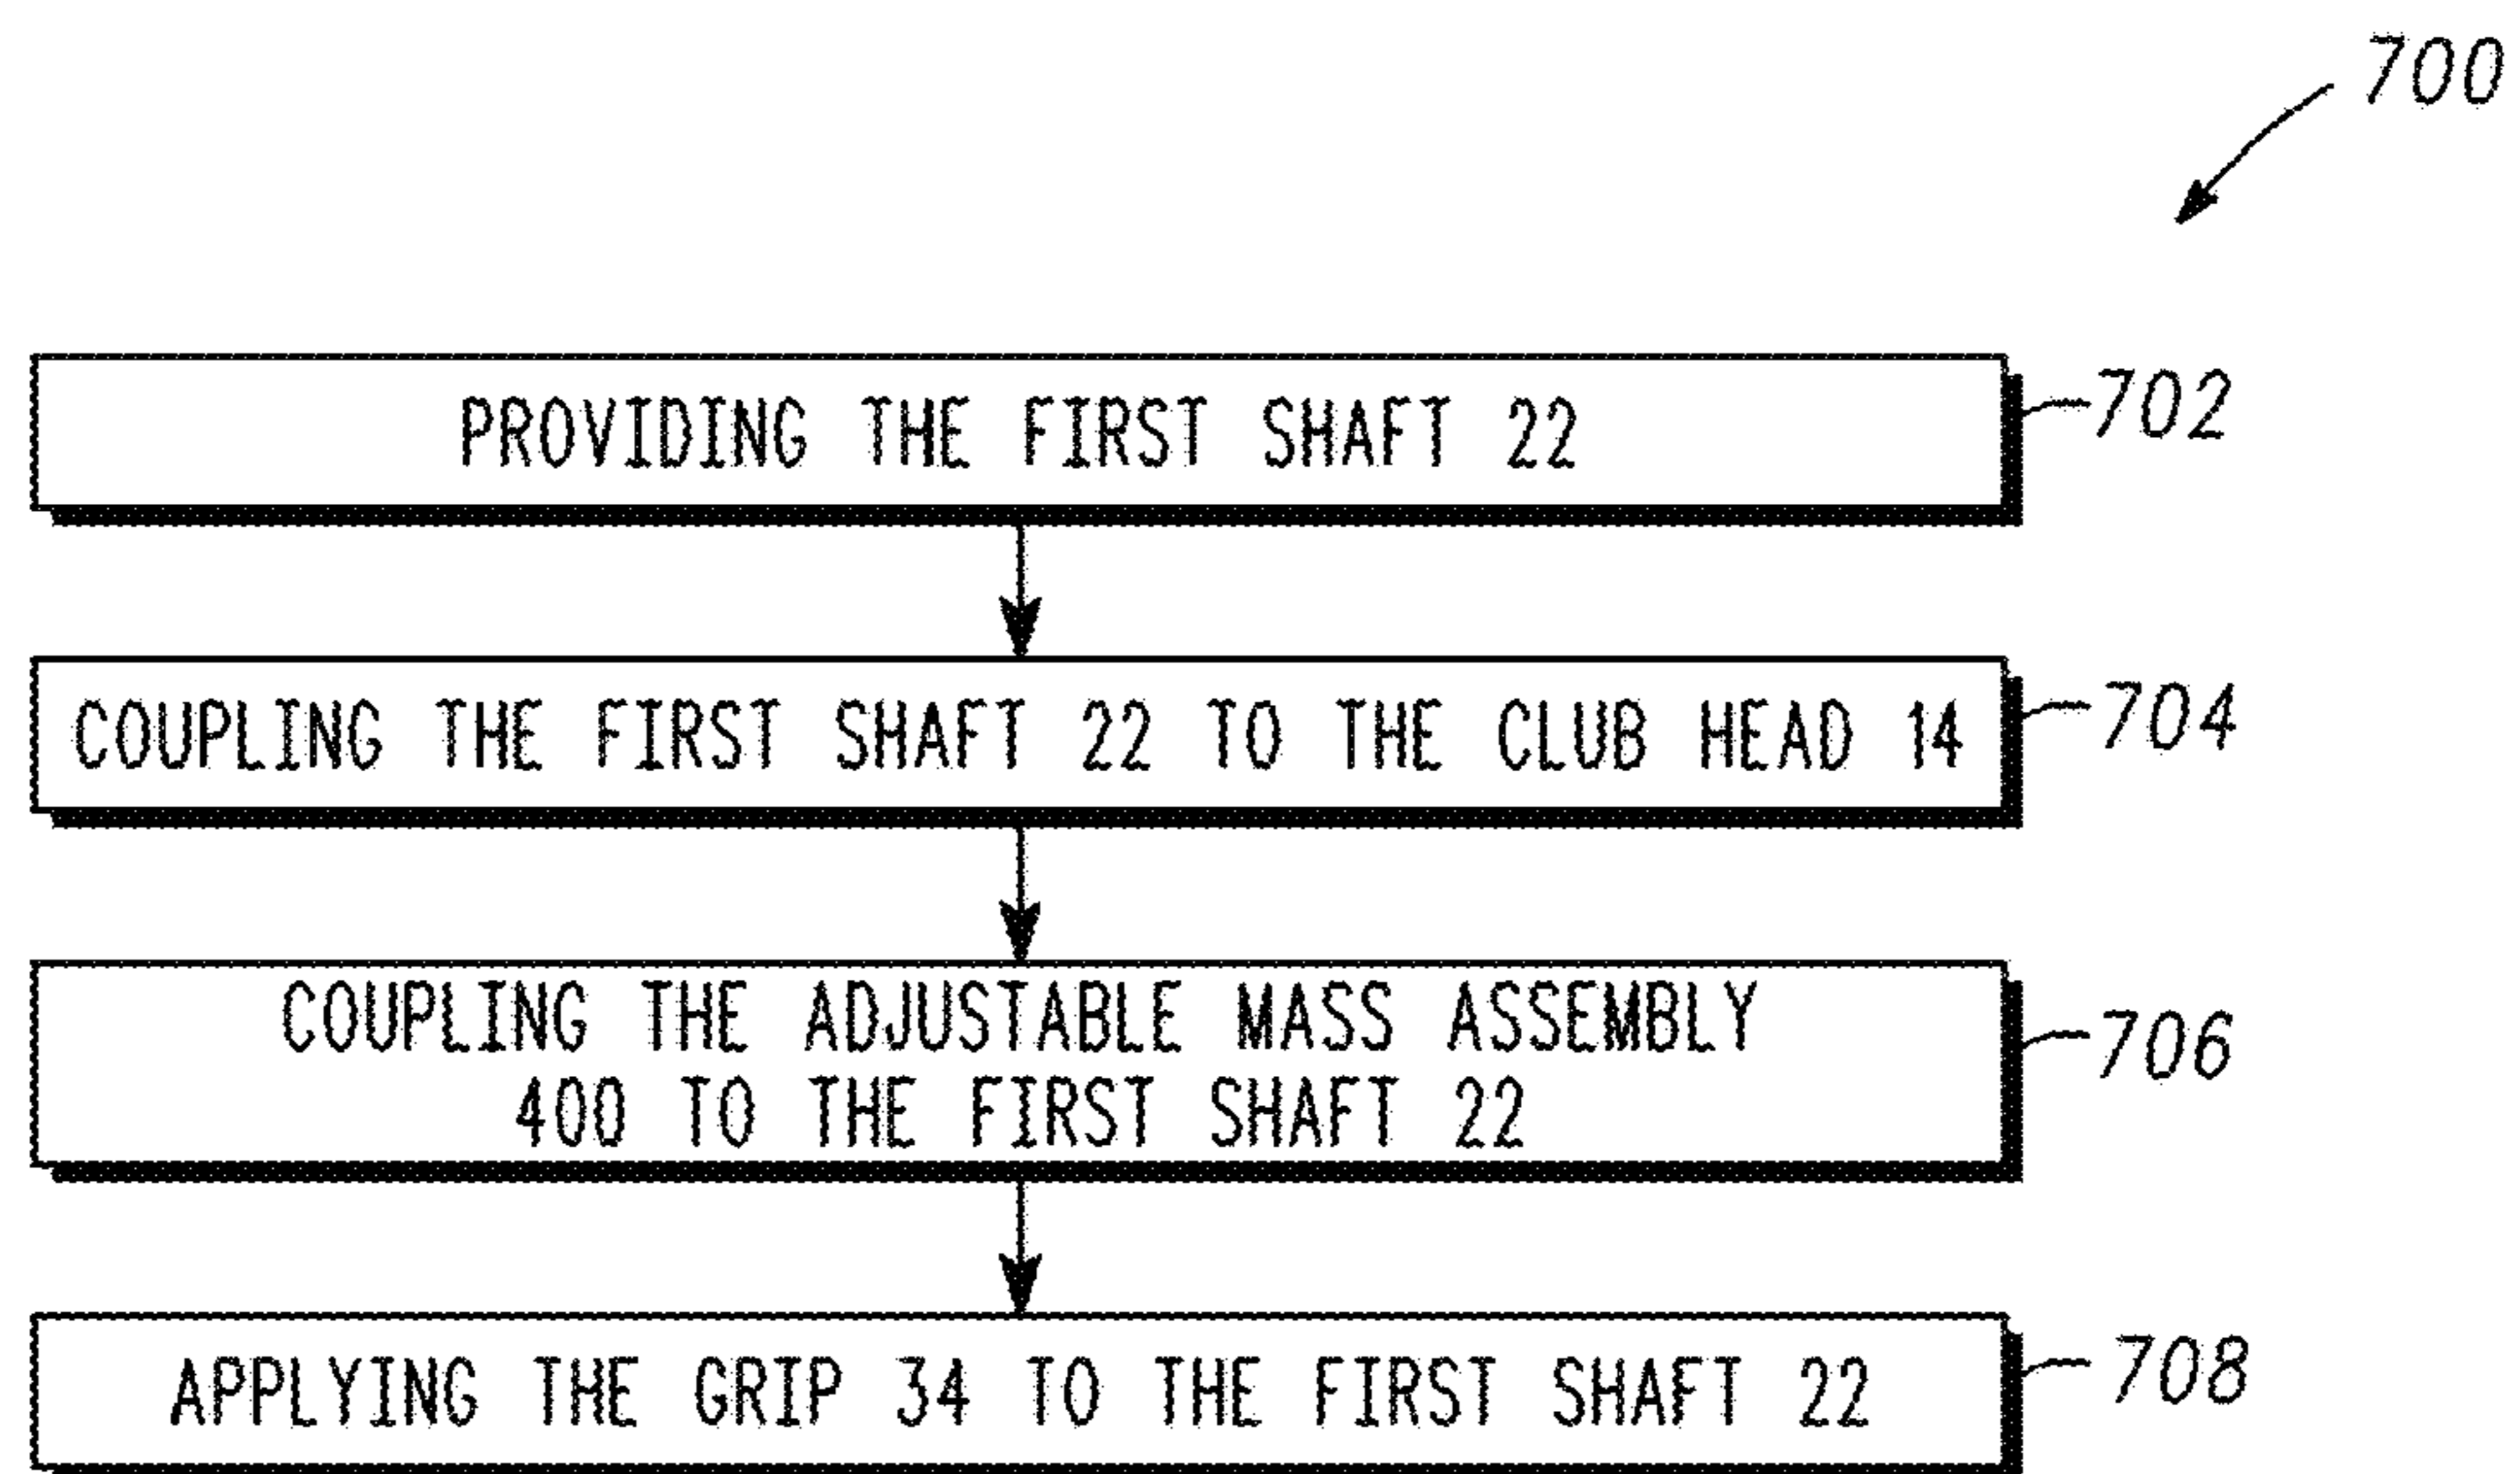 700
PROVIDING THE FIRST SHAFT 22
702
COUPLING THE FIRST SHAFT 22 TO THE CLUB HEAD 14
704
COUPLING THE ADJUSTABLE MASS ASSEMBLY
400 TO THE FIRST SHAFT 22
706
APPLYING THE GRIP 34 TO THE FIRST SHAFT 22
708